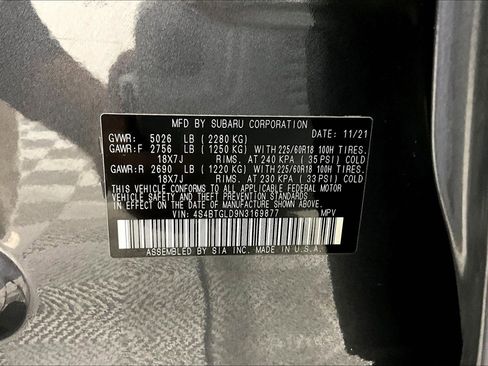 MFD BY SUBARU CORPORATION
GVWR: 5026 LB (2280 KG) DATE: 11/21
GAWR:F 2756 LB (1250 KG) WITH 225/60R18 100H TIRES.
18X7J RIMS. AT 240 KPA (35 PSI) COLD
GAWR:R 2690 LB (1220 KG) WITH 225/60R18 100H TIRES.
18X7J RIMS. AT 230 KPA (33 PSI) COLD
THIS VEHICLE CONFORMS TO ALL APPLICABLE FEDERAL MOTOR
VEHICLE SAFETY AND THEFT PREVENTION STANDARDS IN
EFFECT ON THE DATE OF MANUFACTURE SHOWN ABOVE.
VIN: 4S4BTGLD9N3169877 MPV
ASSEMBLED BY SIA INC. MADE IN U.S.A.